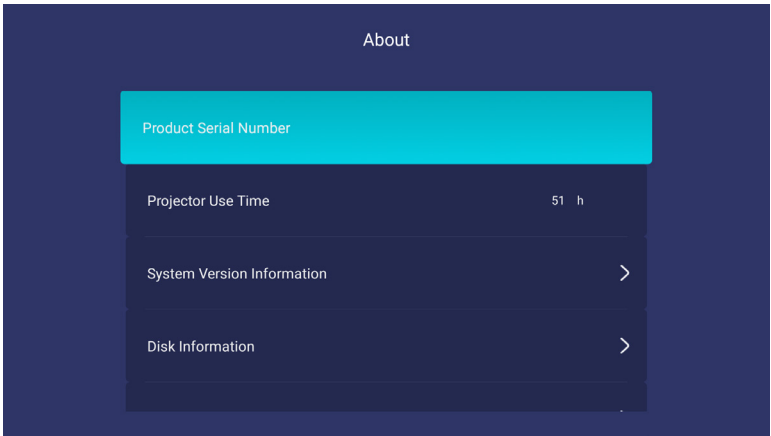 About
Product Serial Number
Projector Use Time 51 h
System Version Information
Disk Information